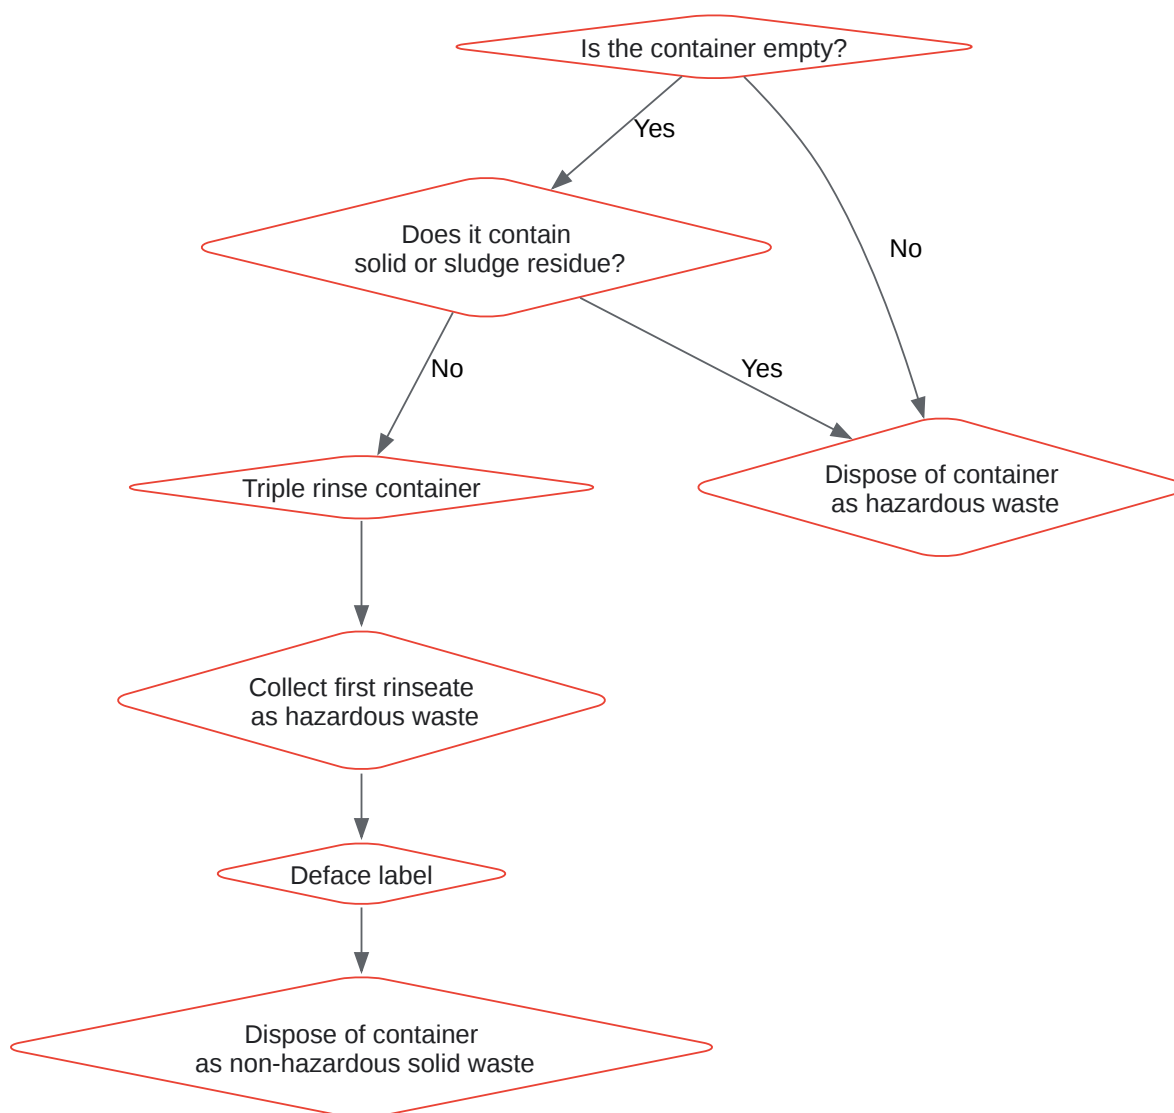 Is the container empty?
Yes
Does it contain
solid or sludge residue?
No
No
Yes
Triple rinse container
Dispose of container
as hazardous waste
Collect first rinseate
as hazardous waste
Deface label
Dispose of container
as non-hazardous solid waste